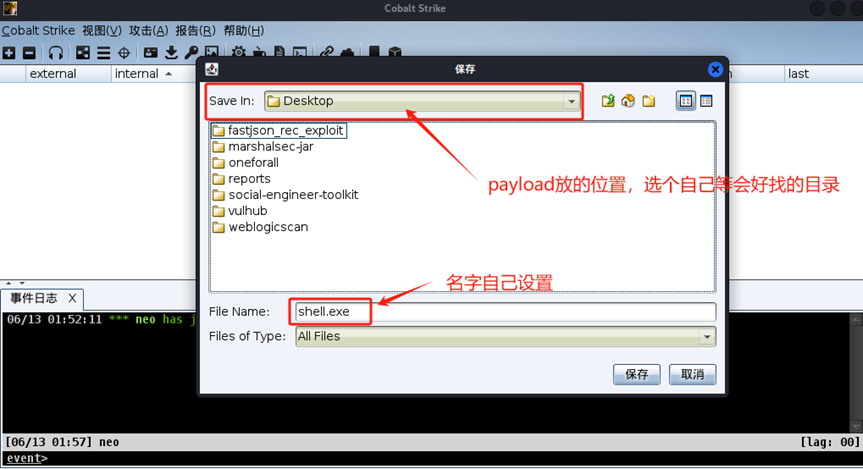 Cobalt Strike
Cobalt Strike 视图(V) 攻击(A) 报告(R) 帮助(H)
external internal last
保存
Save In: Desktop
fastjson_rec_exploit
marshalsec-jar
oneforall
reports
social-engineer-toolkit
vulhub
weblogicscan
payload放的位置，选个自己等会好找的目录
名字自己设置
File Name: shell.exe
Files of Type: All Files
保存 取消
事件日志 X
06/13 01:52:11 *** neo has j
[06/13 01:57] neo [lag: 00]
event>